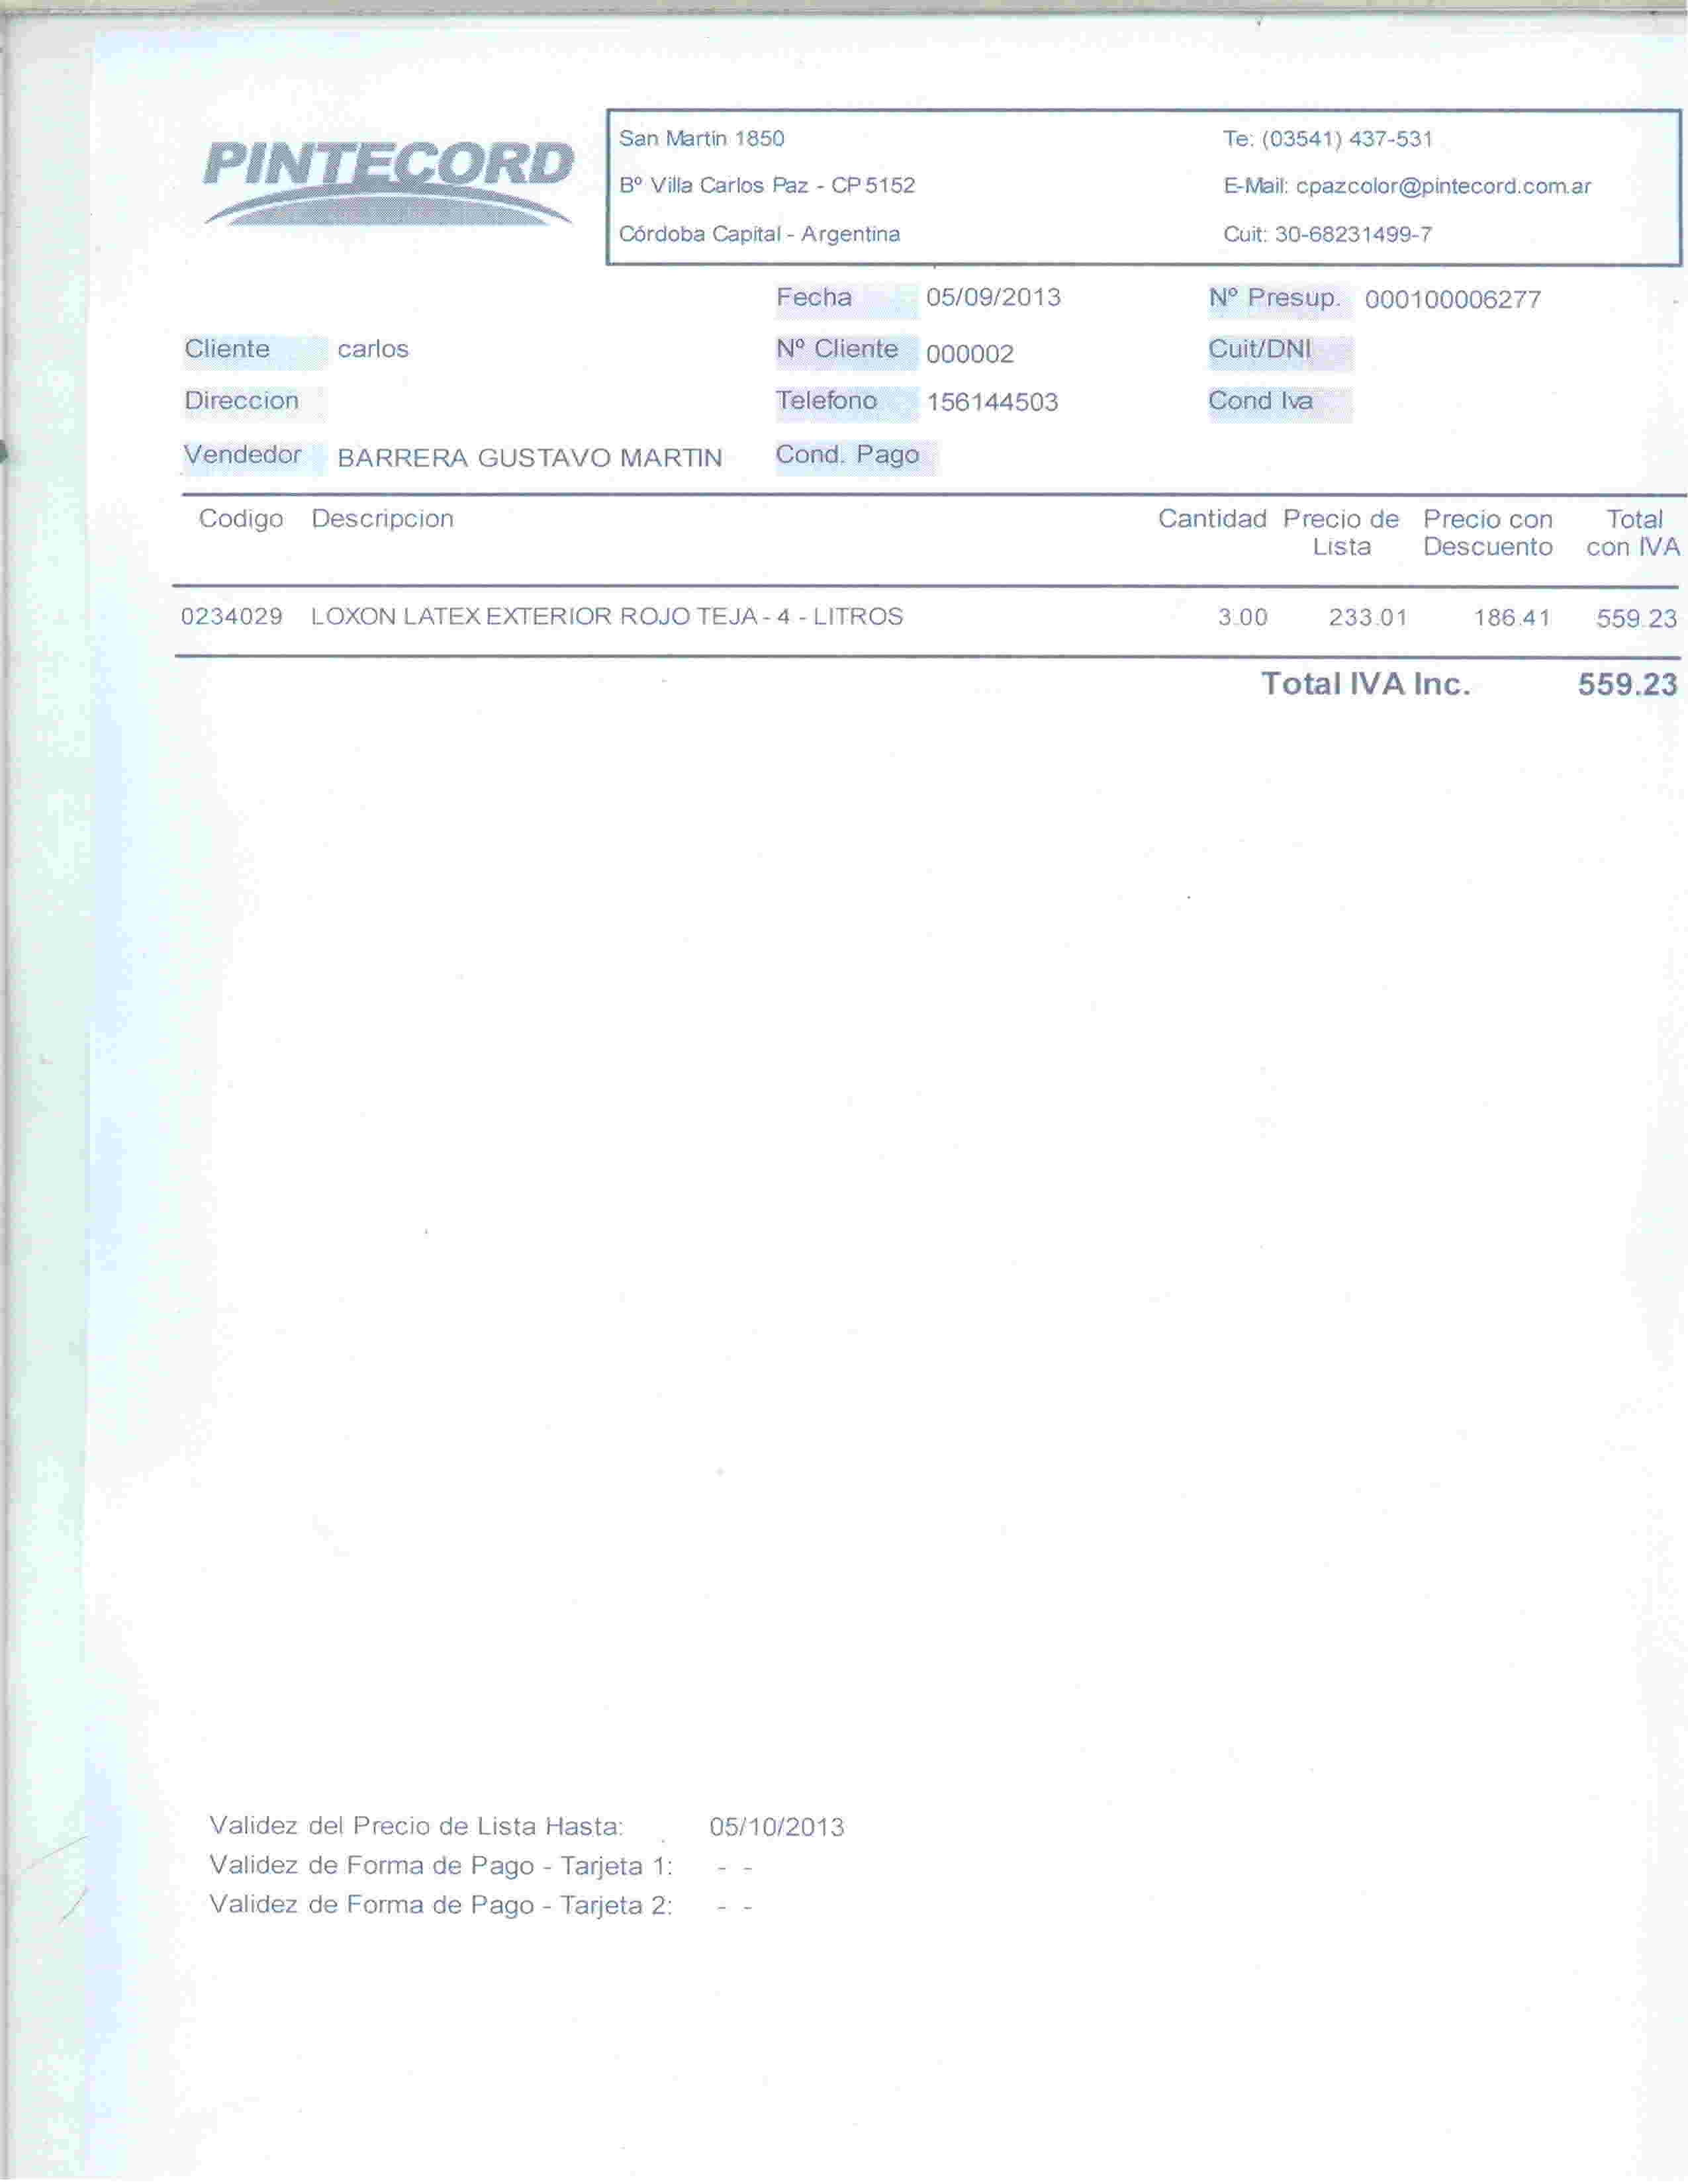 PINTECORD
San Martin 1850
Te: (03541) 437-531
Bº Villa Carlos Paz - CP 5152
E-Mail: cpazcolor@pintecord.com.ar
Córdoba Capital - Argentina
Cuit: 30-68231499-7
Fecha 05/09/2013 Nº Presup. 000100006277
Cliente carlos Nº Cliente 000002 Cuit/DNI
Direccion Telefono 156144503 Cond Iva
Vendedor BARRERA GUSTAVO MARTIN Cond. Pago
Codigo Descripcion Cantidad Precio de Precio con Total
Lista Descuento con IVA
0234029 LOXON LATEX EXTERIOR ROJO TEJA - 4 - LITROS 3.00 233.01 186.41 559.23
Total IVA Inc. 559.23
Validez del Precio de Lista Hasta: 05/10/2013
Validez de Forma de Pago - Tarjeta 1: - -
Validez de Forma de Pago - Tarjeta 2: - -